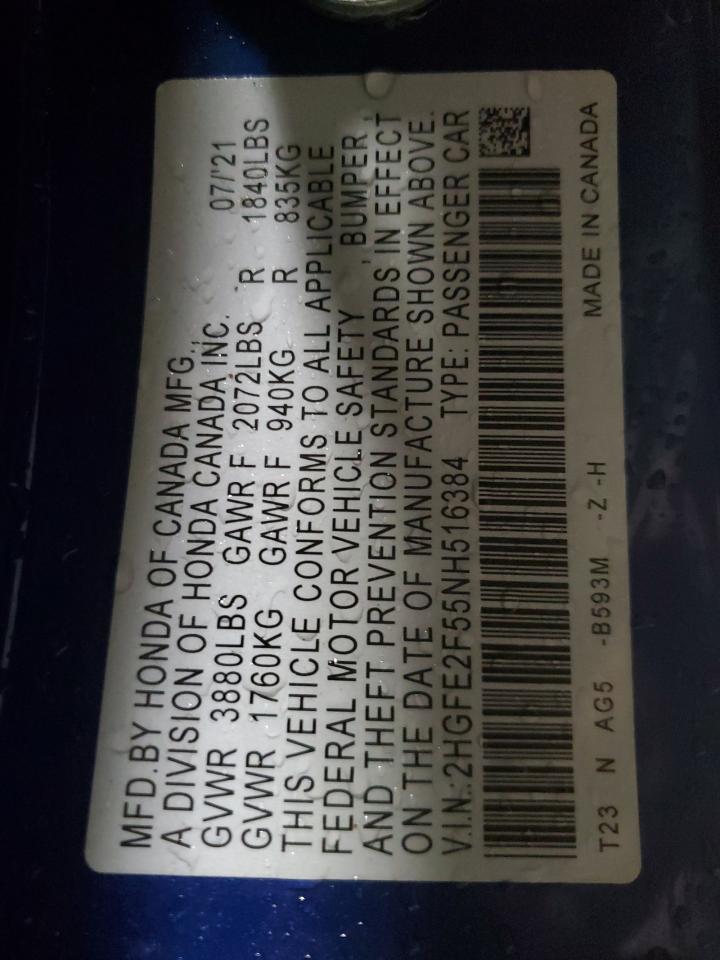 MFD.BY HONDA OF CANADA MFG.,
A DIVISION OF HONDA CANADA INC. 07/'21
GVWR 3880LBS GAWR F 2072LBS R 1840LBS
GVWR 1760KG GAWR F 940KG R 835KG
THIS VEHICLE CONFORMS TO ALL APPLICABLE
FEDERAL MOTOR VEHICLE SAFETY , BUMPER ,
AND THEFT PREVENTION STANDARDS IN EFFECT
ON THE DATE OF MANUFACTURE SHOWN ABOVE.
V.I.N.:2HGFE2F55NH516384 TYPE: PASSENGER CAR
T23 N AG5 -B593M -Z -H MADE IN CANADA